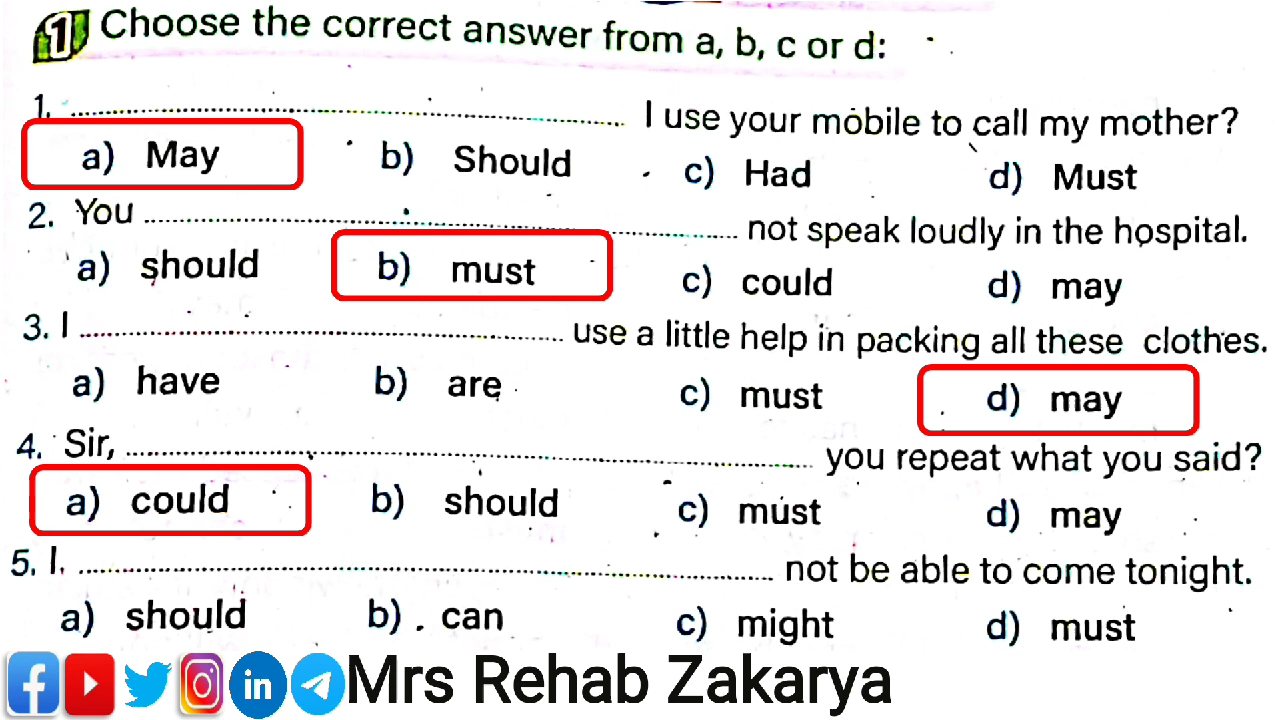 1 Choose the correct answer from a, b, c or d:
1. ........................ I use your mobile to call my mother?
a) May b) Should c) Had d) Must
2. You ........................ not speak loudly in the hospital.
a) should b) must c) could d) may
3. I ........................ use a little help in packing all these clothes.
a) have b) are c) must d) may
4. Sir, ........................ you repeat what you said?
a) could b) should c) must d) may
5. I. ........................ not be able to come tonight.
a) should b) can c) might d) must
f in Mrs Rehab Zakarya